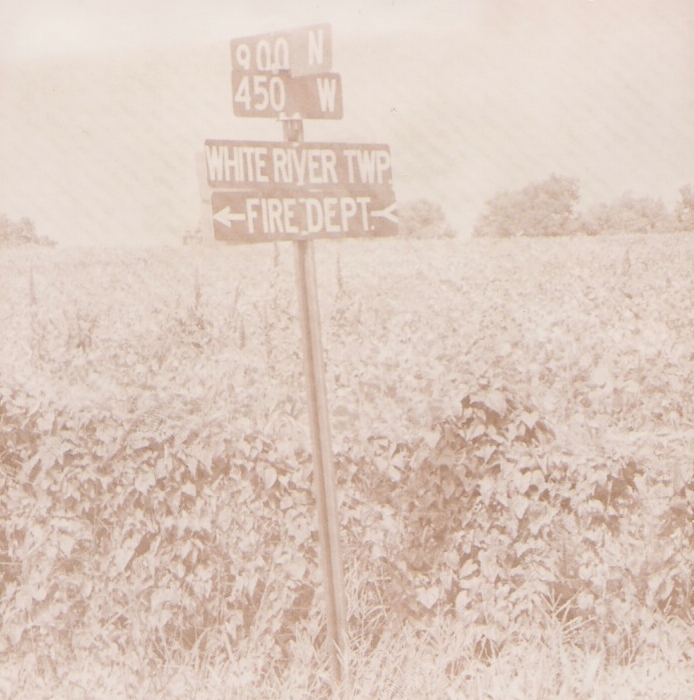 900 N
450 W
WHITE RIVER TWP.
←FIRE DEPT.